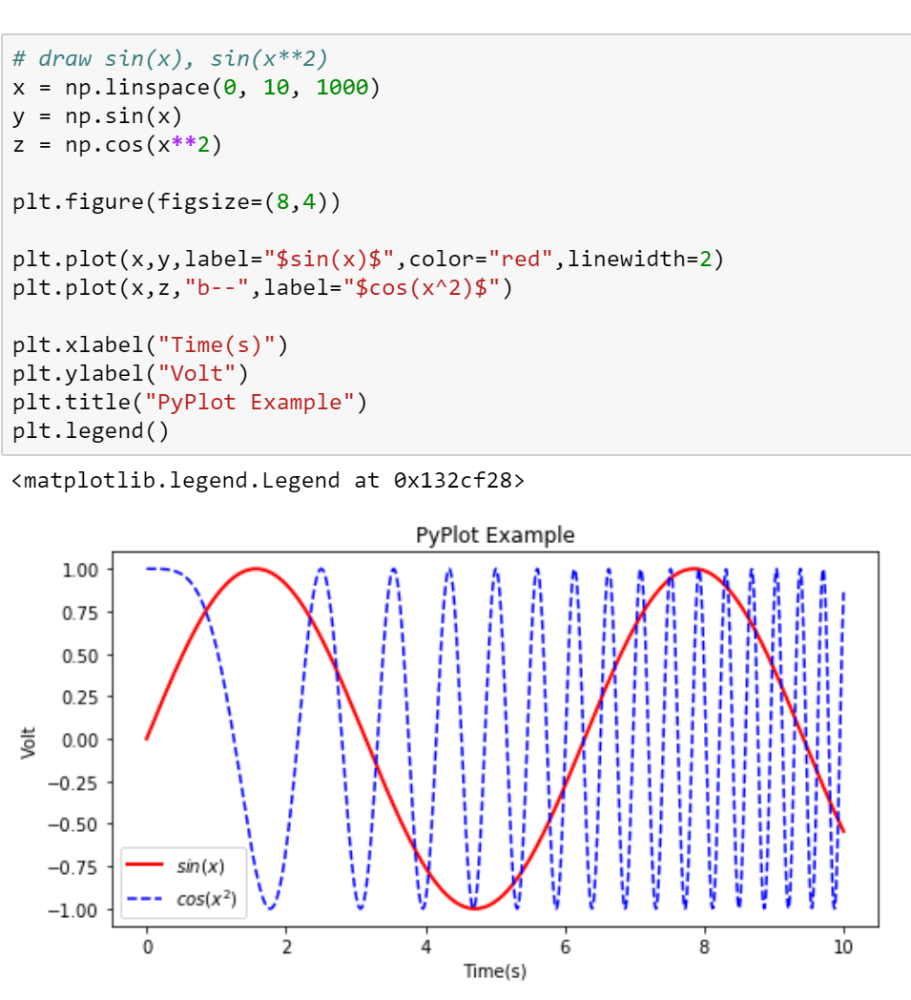 # draw sin(x), sin(x**2)
x = np.linspace(0, 10, 1000)
y = np.sin(x)
z = np.cos(x**2)
plt.figure(figsize=(8,4))
plt.plot(x,y,label="$sin(x)$",color="red",linewidth=2)
plt.plot(x,z,"b--",label="$cos(x^2)$")
plt.xlabel("Time(s)")
plt.ylabel("Volt")
plt.title("PyPlot Example")
plt.legend()
<matplotlib.legend.Legend at 0x132cf28>
PyPlot Example
1.00
0.75
0.50
0.25
0.00
−0.25
−0.50
−0.75
−1.00
Volt
sin(x)
cos(x²)
0 2 4 6 8 10
Time(s)